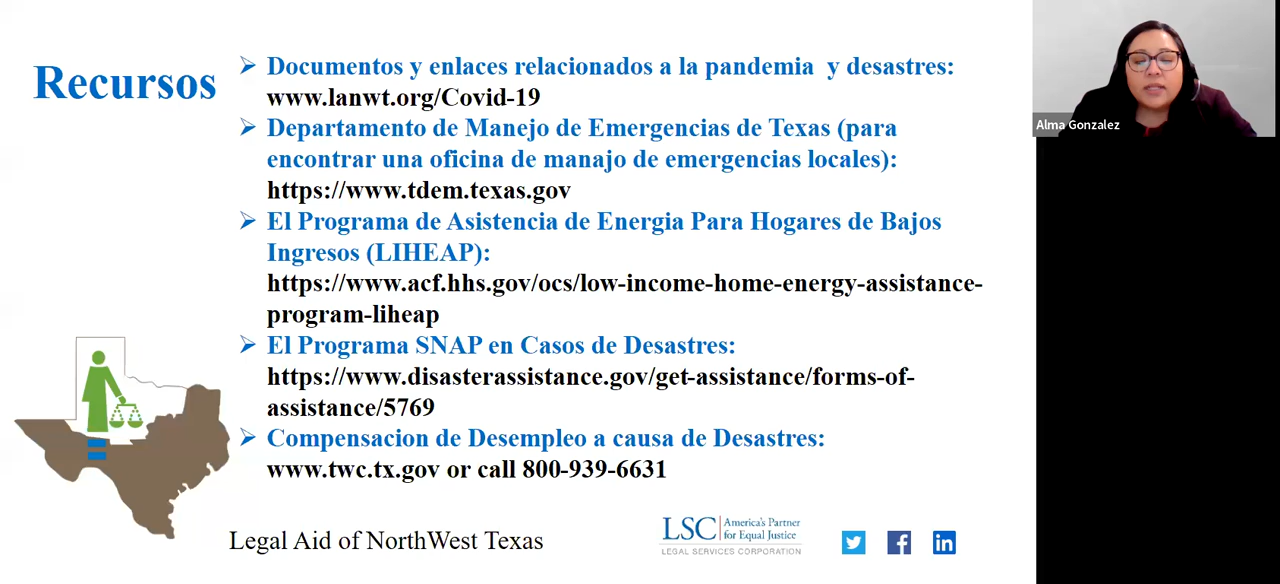 Recursos
Documentos y enlaces relacionados a la pandemia y desastres:
www.lanwt.org/Covid-19
Departamento de Manejo de Emergencias de Texas (para
encontrar una oficina de manajo de emergencias locales):
https://www.tdem.texas.gov
El Programa de Asistencia de Energia Para Hogares de Bajos
Ingresos (LIHEAP):
https://www.acf.hhs.gov/ocs/low-income-home-energy-assistance-
program-liheap
El Programa SNAP en Casos de Desastres:
https://www.disasterassistance.gov/get-assistance/forms-of-
assistance/5769
Compensacion de Desempleo a causa de Desastres:
www.twc.tx.gov or call 800-939-6631
Legal Aid of NorthWest Texas
LSC
America's Partner
for Equal Justice
LEGAL SERVICES CORPORATION
Alma Gonzalez